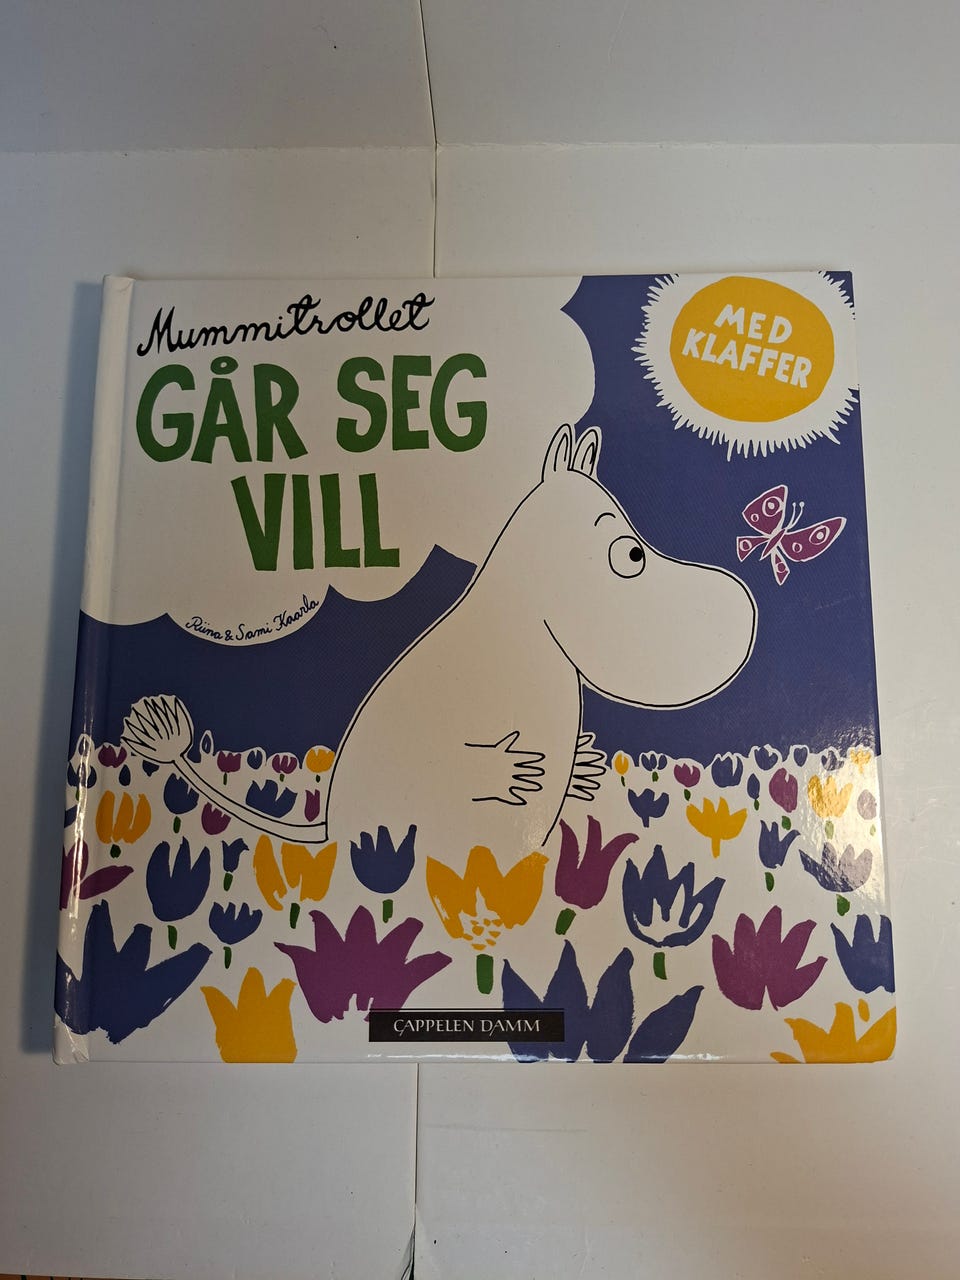 Mummitrollet
GÅR SEG
VILL
Riina & Sami Kaarla
MED
KLAFFER
CAPPELEN DAMM